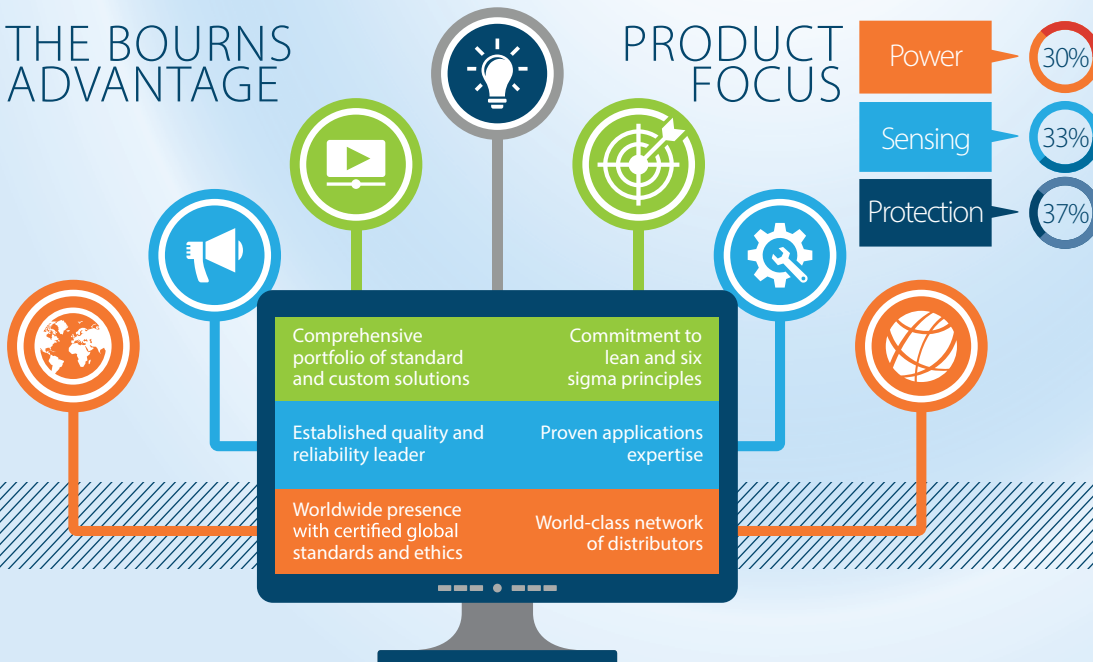 THE BOURNS
ADVANTAGE
PRODUCT
FOCUS
Power
30%
Sensing
33%
Protection
37%
Comprehensive
portfolio of standard
and custom solutions
Commitment to
lean and six
sigma principles
Established quality and
reliability leader
Proven applications
expertise
Worldwide presence
with certified global
standards and ethics
World-class network
of distributors